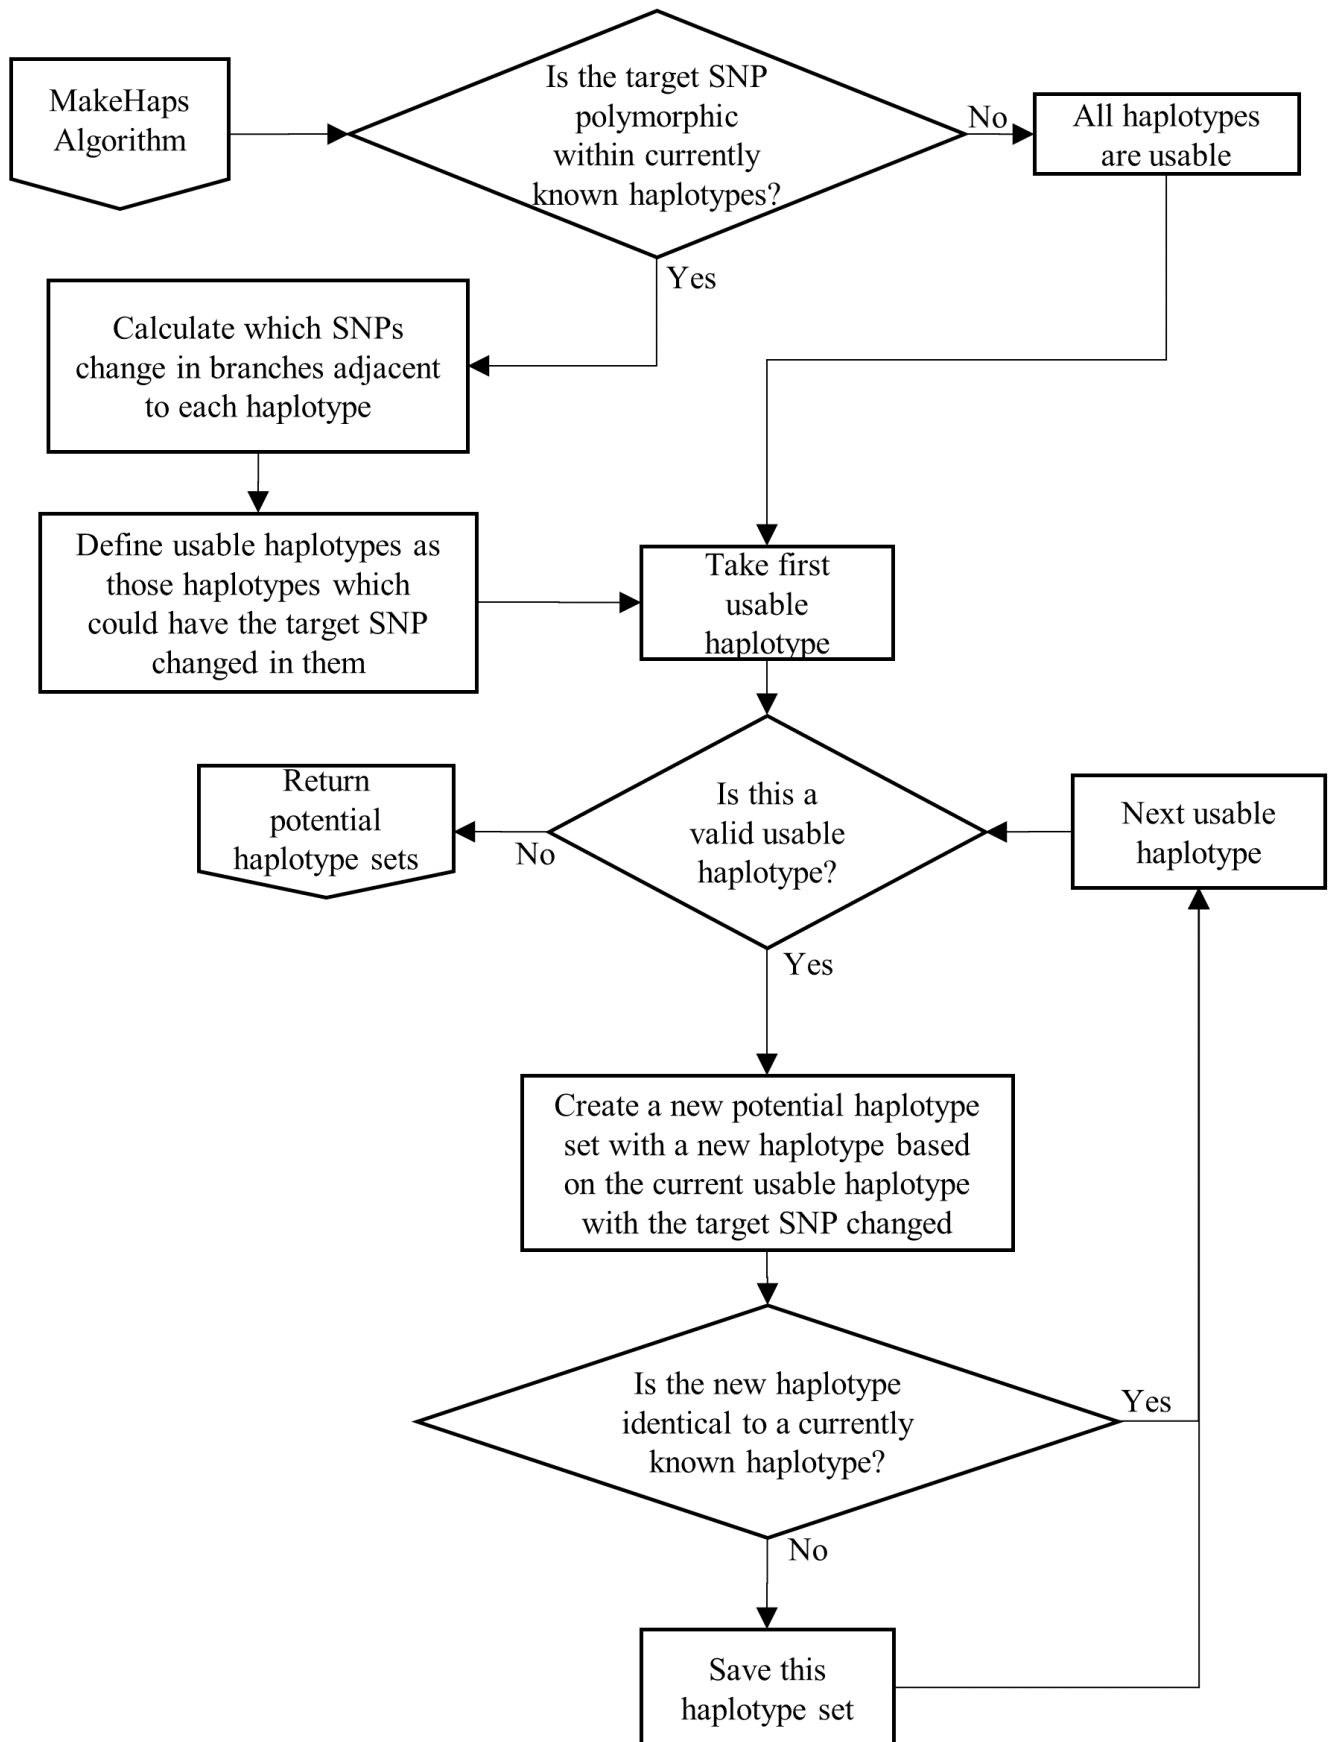 MakeHaps
Algorithm
Is the target SNP
polymorphic
within currently
known haplotypes?
No
All haplotypes
are usable
Yes
Calculate which SNPs
change in branches adjacent
to each haplotype
Define usable haplotypes as
those haplotypes which
could have the target SNP
changed in them
Take first
usable
haplotype
Is this a
valid usable
haplotype?
No
Return
potential
haplotype sets
Next usable
haplotype
Yes
Create a new potential haplotype
set with a new haplotype based
on the current usable haplotype
with the target SNP changed
Is the new haplotype
identical to a currently
known haplotype?
Yes
No
Save this
haplotype set